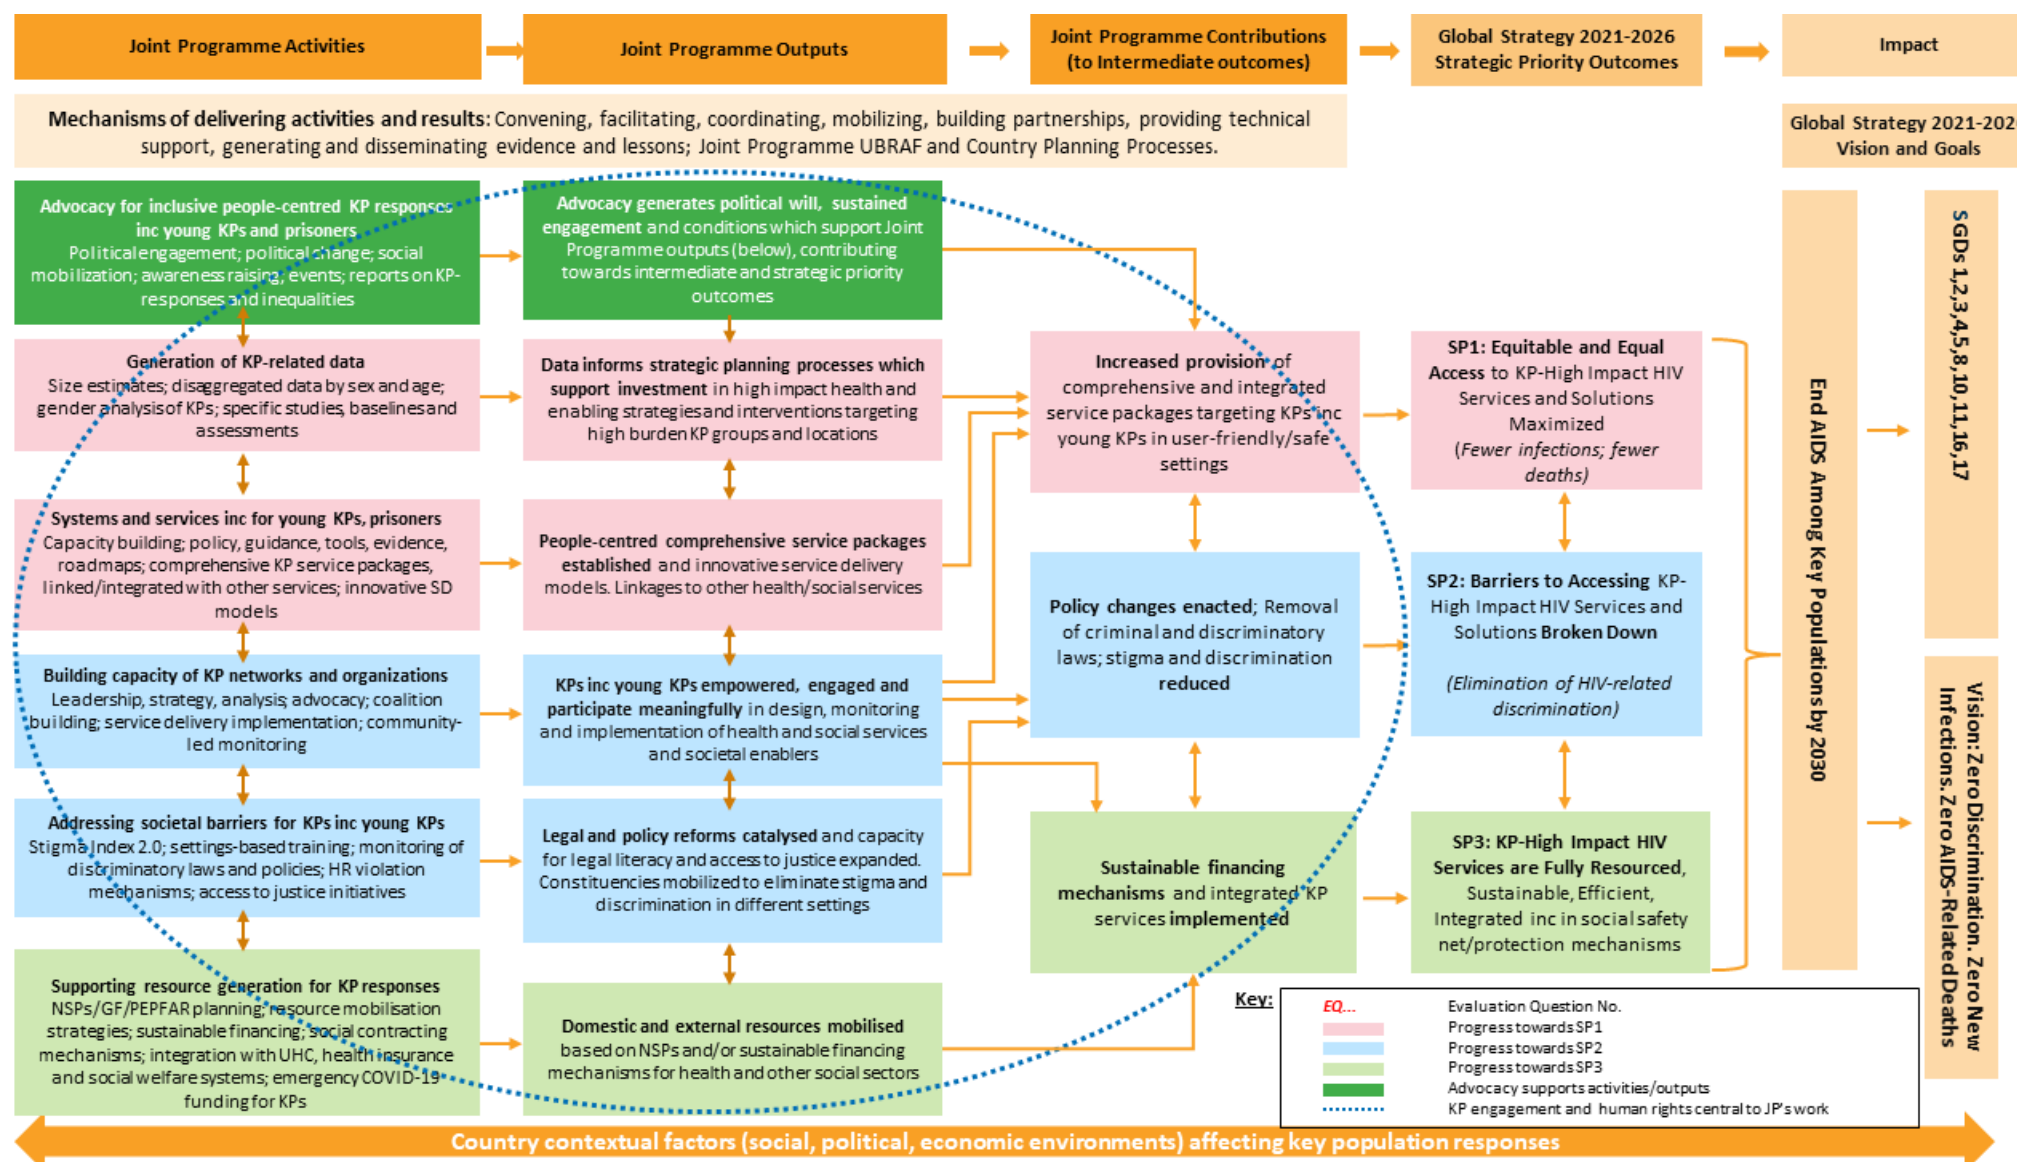 Joint Programme Activities
Joint Programme Outputs
Joint Programme Contributions
(to Intermediate outcomes)
Global Strategy 2021-2026
Strategic Priority Outcomes
Impact
Mechanisms of delivering activities and results: Convening, facilitating, coordinating, mobilizing, building partnerships, providing technical
support, generating and disseminating evidence and lessons; Joint Programme UBRAF and Country Planning Processes.
Global Strategy 2021-202
Vision and Goals
Advocacy for inclusive people-centred KP responses
inc young KPs and prisoners
Political engagement; political change; social
mobilization; awareness raising; events; reports on KP-
responses and inequalities
Generation of KP-related data
Size estimates; disaggregated data by sex and age;
gender analysis of KPs; specific studies, baselines and
assessments
Systems and services inc for young KPs, prisoners
Capacity building; policy, guidance, tools, evidence,
roadmaps; comprehensive KP service packages,
linked/integrated with other services; innovative SD
models
Building capacity of KP networks and organizations
Leadership, strategy, analysis; advocacy; coalition
building; service delivery implementation; community-
led monitoring
Addressing societal barriers for KPs inc young KPs
Stigma Index 2.0; settings-based training; monitoring of
discriminatory laws and policies; HR violation
mechanisms; access to justice initiatives
Supporting resource generation for KP responses
NSPs/GF/PEPFAR planning; resource mobilisation
strategies; sustainable financing; social contracting
mechanisms; integration with UHC, health insurance
and social welfare systems; emergency COVID-19
funding for KPs
Advocacy generates political will, sustained
engagement and conditions which support Joint
Programme outputs (below), contributing
towards intermediate and strategic priority
outcomes
Data informs strategic planning processes which
support investment in high impact health and
enabling strategies and interventions targeting
high burden KP groups and locations
People-centred comprehensive service packages
established and innovative service delivery
models. Linkages to other health/social services
KPs inc young KPs empowered, engaged and
participate meaningfully in design, monitoring
and implementation of health and social services
and societal enablers
Legal and policy reforms catalysed and capacity
for legal literacy and access to justice expanded.
Constituencies mobilized to eliminate stigma and
discrimination in different settings
Domestic and external resources mobilised
based on NSPs and/or sustainable financing
mechanisms for health and other social sectors
Increased provision of
comprehensive and integrated
service packages targeting KPs inc
young KPs in user-friendly/safe
settings
Policy changes enacted; Removal
of criminal and discriminatory
laws; stigma and discrimination
reduced
Sustainable financing
mechanisms and integrated KP
services implemented
SP1: Equitable and Equal
Access to KP-High Impact HIV
Services and Solutions
Maximized
(Fewer infections; fewer
deaths)
SP2: Barriers to Accessing KP-
High Impact HIV Services and
Solutions Broken Down
(Elimination of HIV-related
discrimination)
SP3: KP-High Impact HIV
Services are Fully Resourced,
Sustainable, Efficient,
Integrated inc in social safety
net/protection mechanisms
End AIDS Among Key Populations by 2030
SGDs 1,2,3,4,5,8,10,11,16,17
Vision: Zero Discrimination. Zero New
Infections. Zero AIDS-Related Deaths
Key:
EQ... Evaluation Question No.
Progress towards SP1
Progress towards SP2
Progress towards SP3
Advocacy supports activities/outputs
KP engagement and human rights central to JP's work
Country contextual factors (social, political, economic environments) affecting key population responses